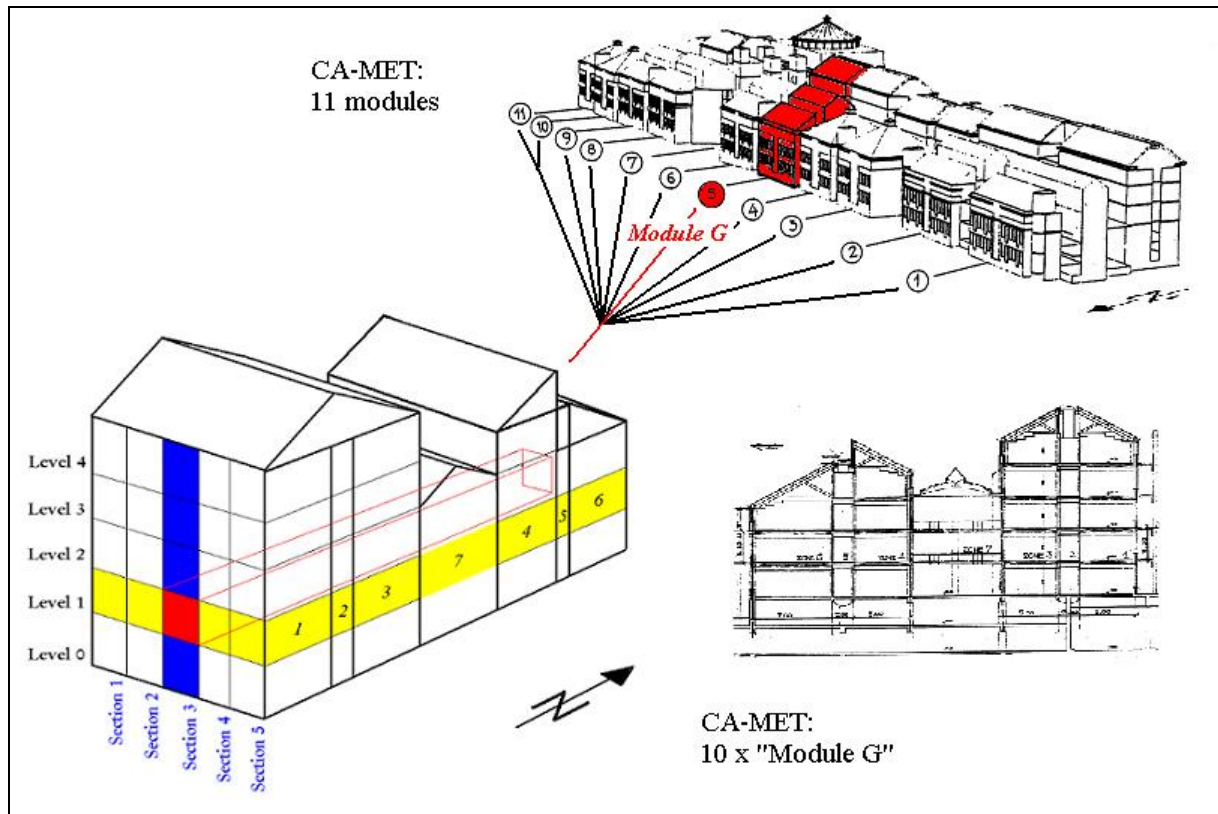 CA-MET:
11 modules
11
10
9
8
7
6
5
4
3
2
1
Module G
Level 4
Level 3
Level 2
Level 1
Level 0
1
2
3
7
4
5
6
Section 1
Section 2
Section 3
Section 4
Section 5
ZONE 7
CA-MET:
10 x "Module G"